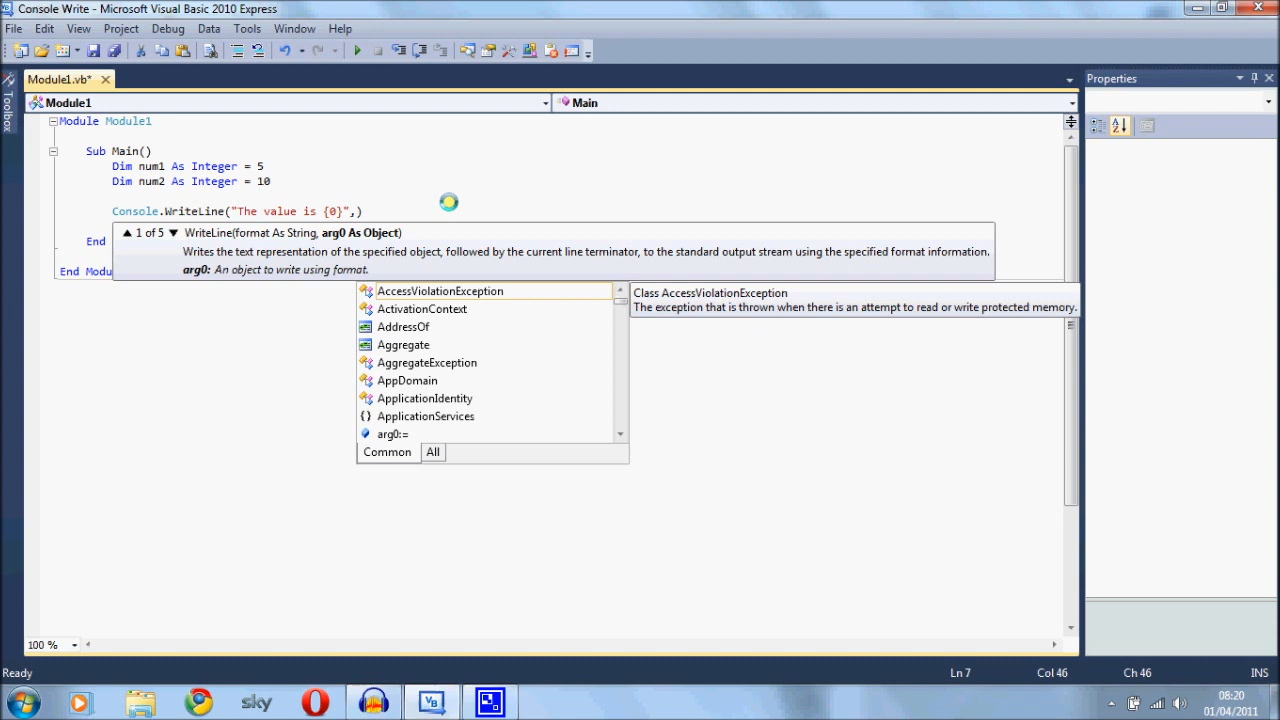 Console Write - Microsoft Visual Basic 2010 Express
File Edit View Project Debug Data Tools Window Help
Module1.vb*
Properties
Toolbox
Module1
Main
Module Module1
Sub Main()
Dim num1 As Integer = 5
Dim num2 As Integer = 10
Console.WriteLine("The value is {0}",)
1 of 5 WriteLine(format As String, arg0 As Object)
End
Writes the text representation of the specified object, followed by the current line terminator, to the standard output stream using the specified format information.
End Modu
arg0: An object to write using format.
AccessViolationException
Class AccessViolationException
The exception that is thrown when there is an attempt to read or write protected memory.
ActivationContext
AddressOf
Aggregate
AggregateException
AppDomain
ApplicationIdentity
{} ApplicationServices
arg0:=
Common All
100 %
Ready
Ln 7 Col 46 Ch 46 INS
sky
VB
08:20
01/04/2011